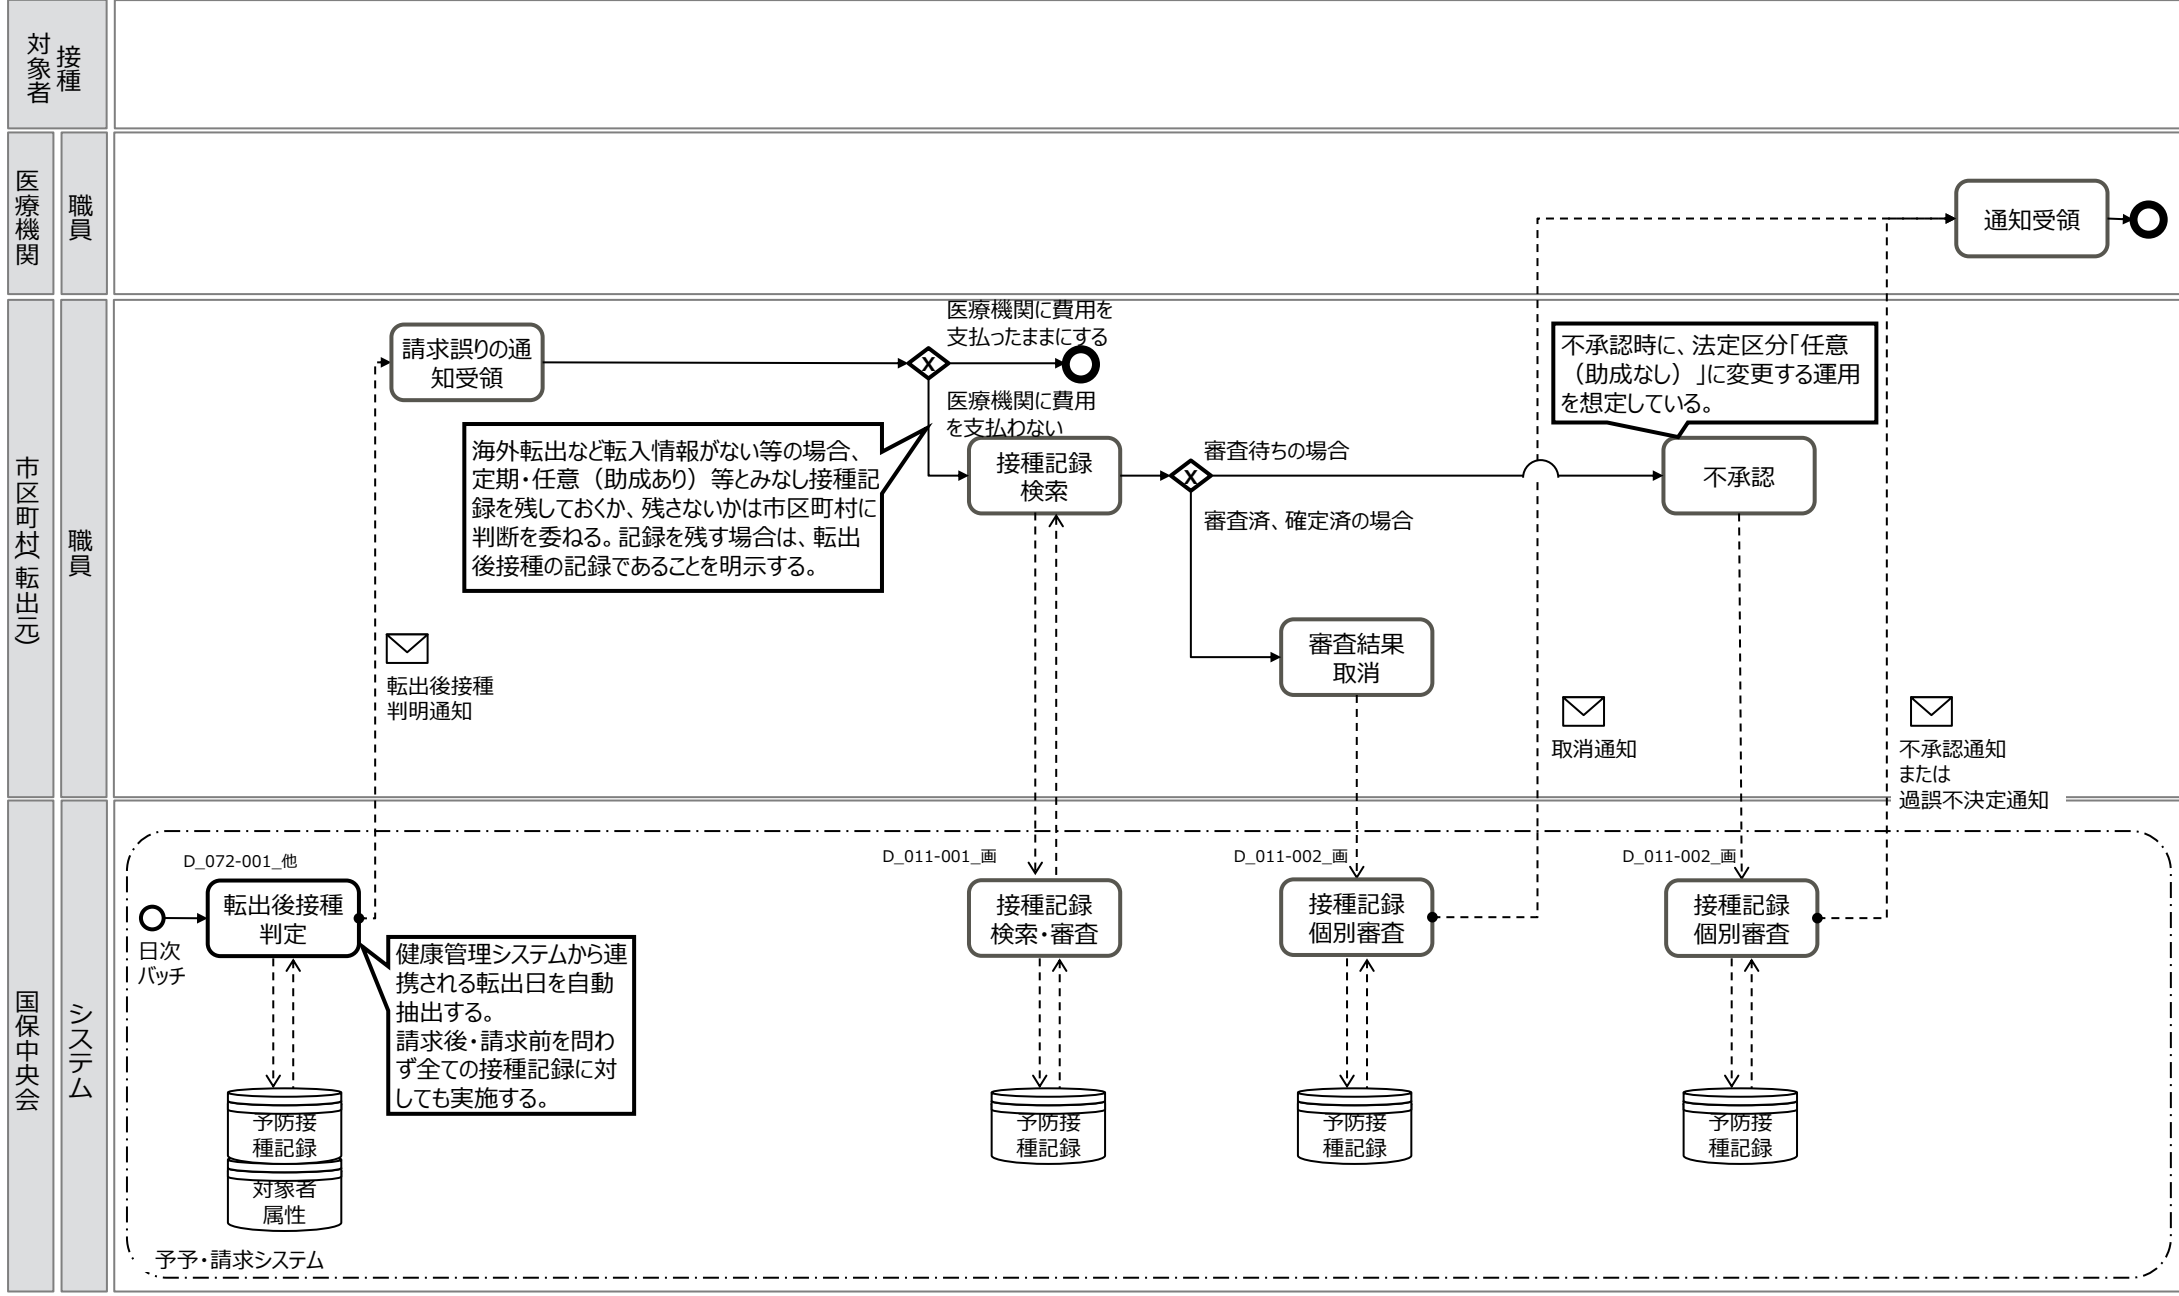 接種
対象者
医療機関
職員
通知受領
市区町村（転出元）
職員
請求誤りの通
知受領
X
医療機関に費用を
支払ったままにする
医療機関に費用
を支払わない
海外転出など転入情報がない等の場合、
定期・任意（助成あり）等とみなし接種記
録を残しておくか、残さないかは市区町村に
判断を委ねる。記録を残す場合は、転出
後接種の記録であることを明示する。
接種記録
検索
X
審査待ちの場合
審査済、確定済の場合
不承認時に、法定区分「任意
（助成なし）」に変更する運用
を想定している。
不承認
審査結果
取消
転出後接種
判明通知
取消通知
不承認通知
または
過誤不決定通知
国保中央会
システム
D_072-001_他
転出後接種
判定
日次
バッチ
健康管理システムから連
携される転出日を自動
抽出する。
請求後・請求前を問わ
ず全ての接種記録に対
しても実施する。
予防接
種記録
対象者
属性
D_011-001_画
接種記録
検索・審査
予防接
種記録
D_011-002_画
接種記録
個別審査
予防接
種記録
D_011-002_画
接種記録
個別審査
予防接
種記録
予予・請求システム